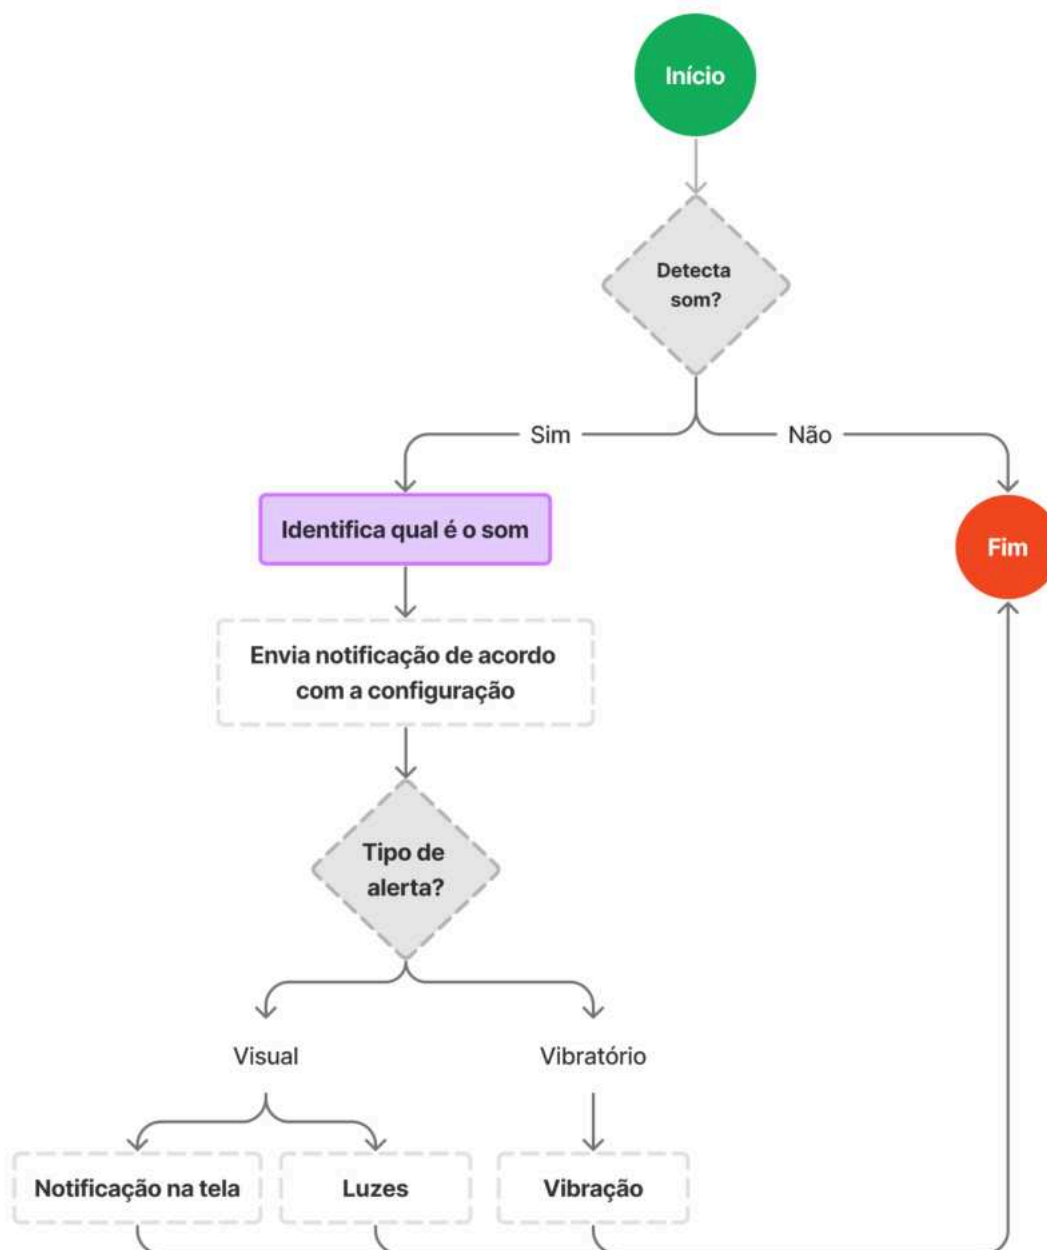 Início
Detecta
som?
Sim
Não
Identifica qual é o som
Fim
Envia notificação de acordo
com a configuração
Tipo de
alerta?
Visual
Vibratório
Notificação na tela
Luzes
Vibração